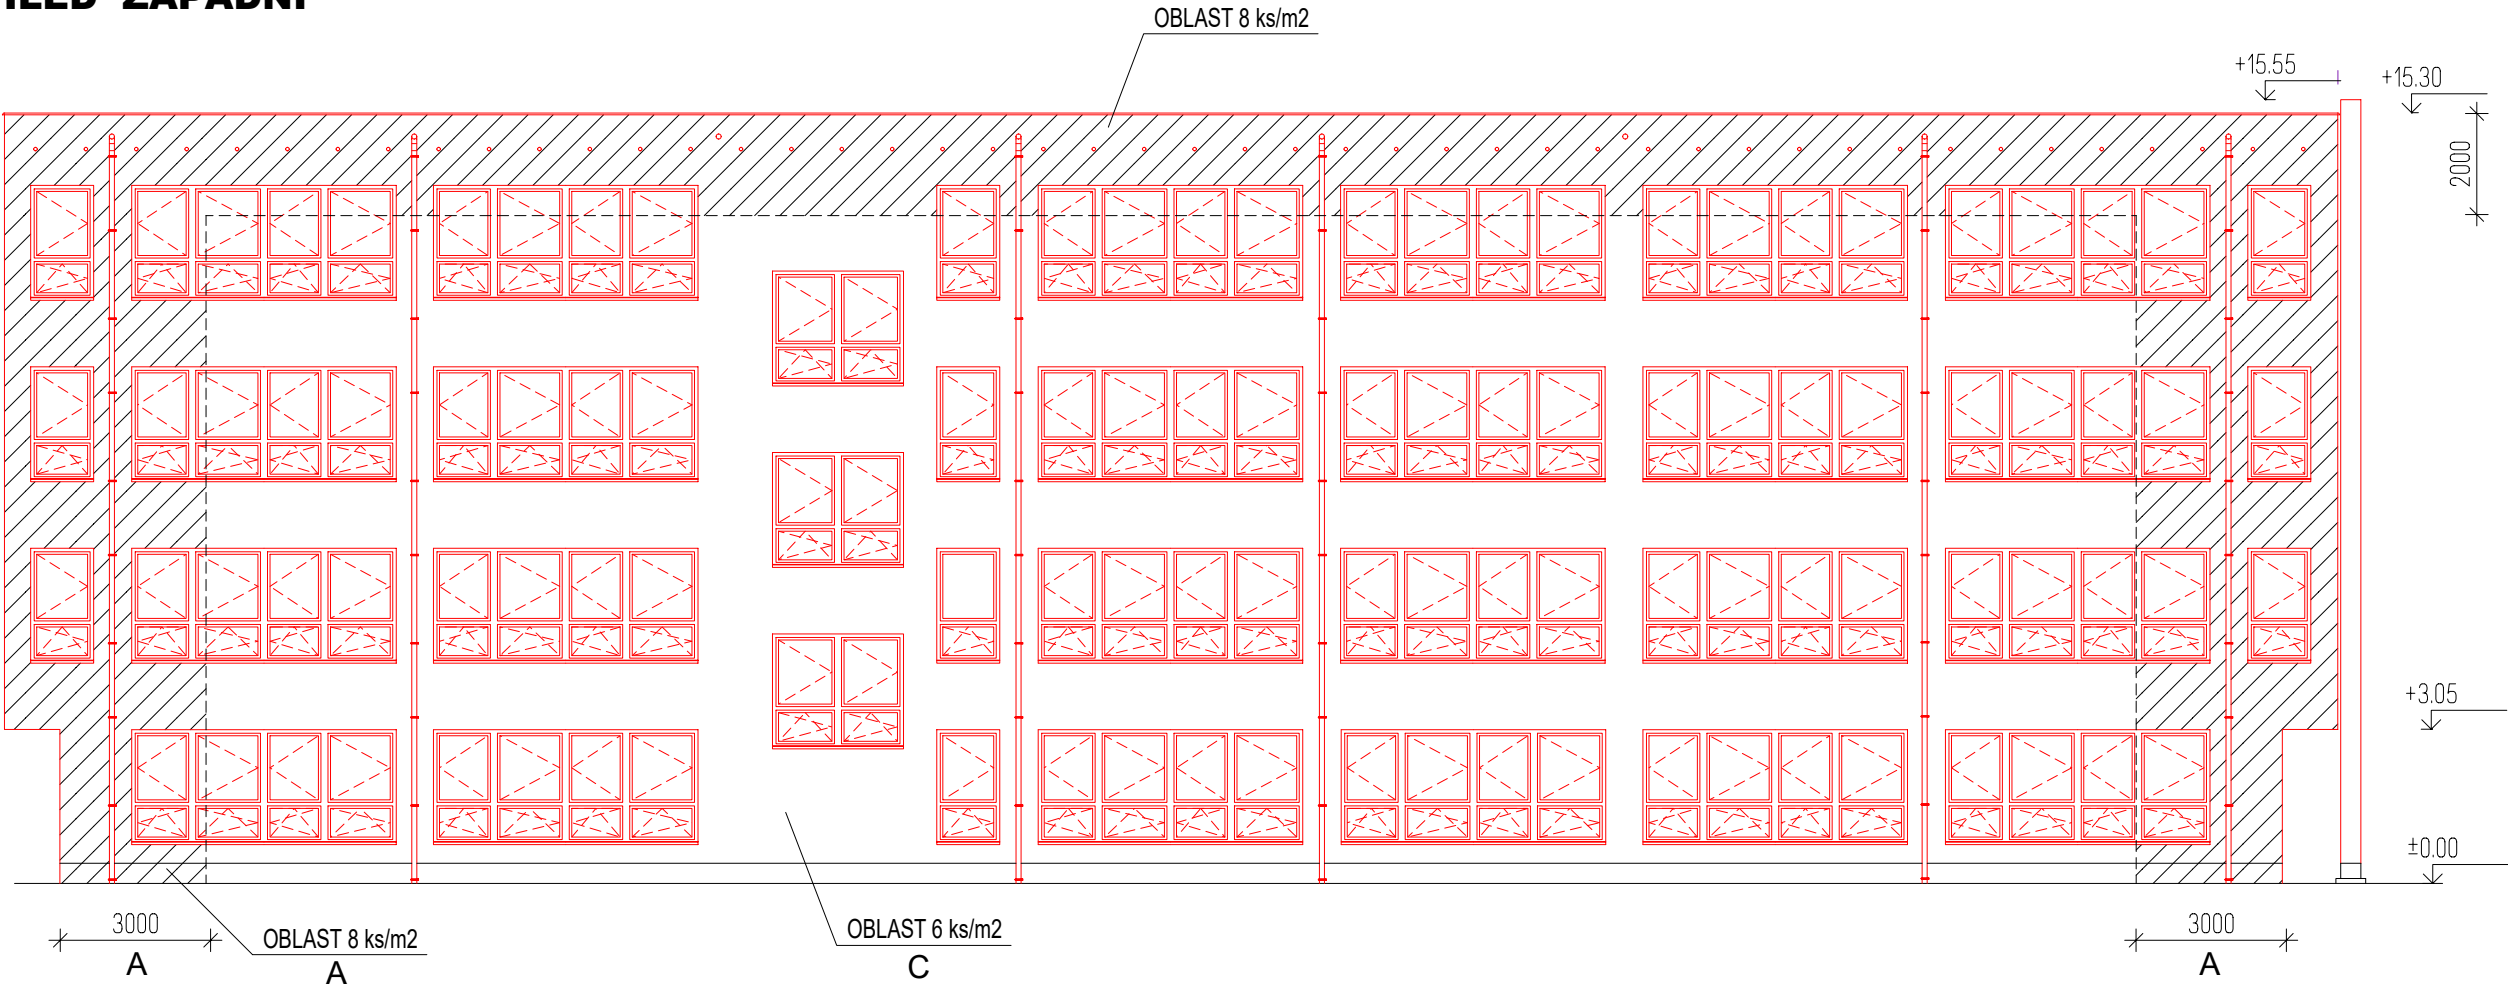 ZÁPADNÍ
OBLAST 8 ks/m2
+15.55
+15.30
2000
+3.05
±0.00
3000
A
OBLAST 8 ks/m2
A
OBLAST 6 ks/m2
C
3000
A